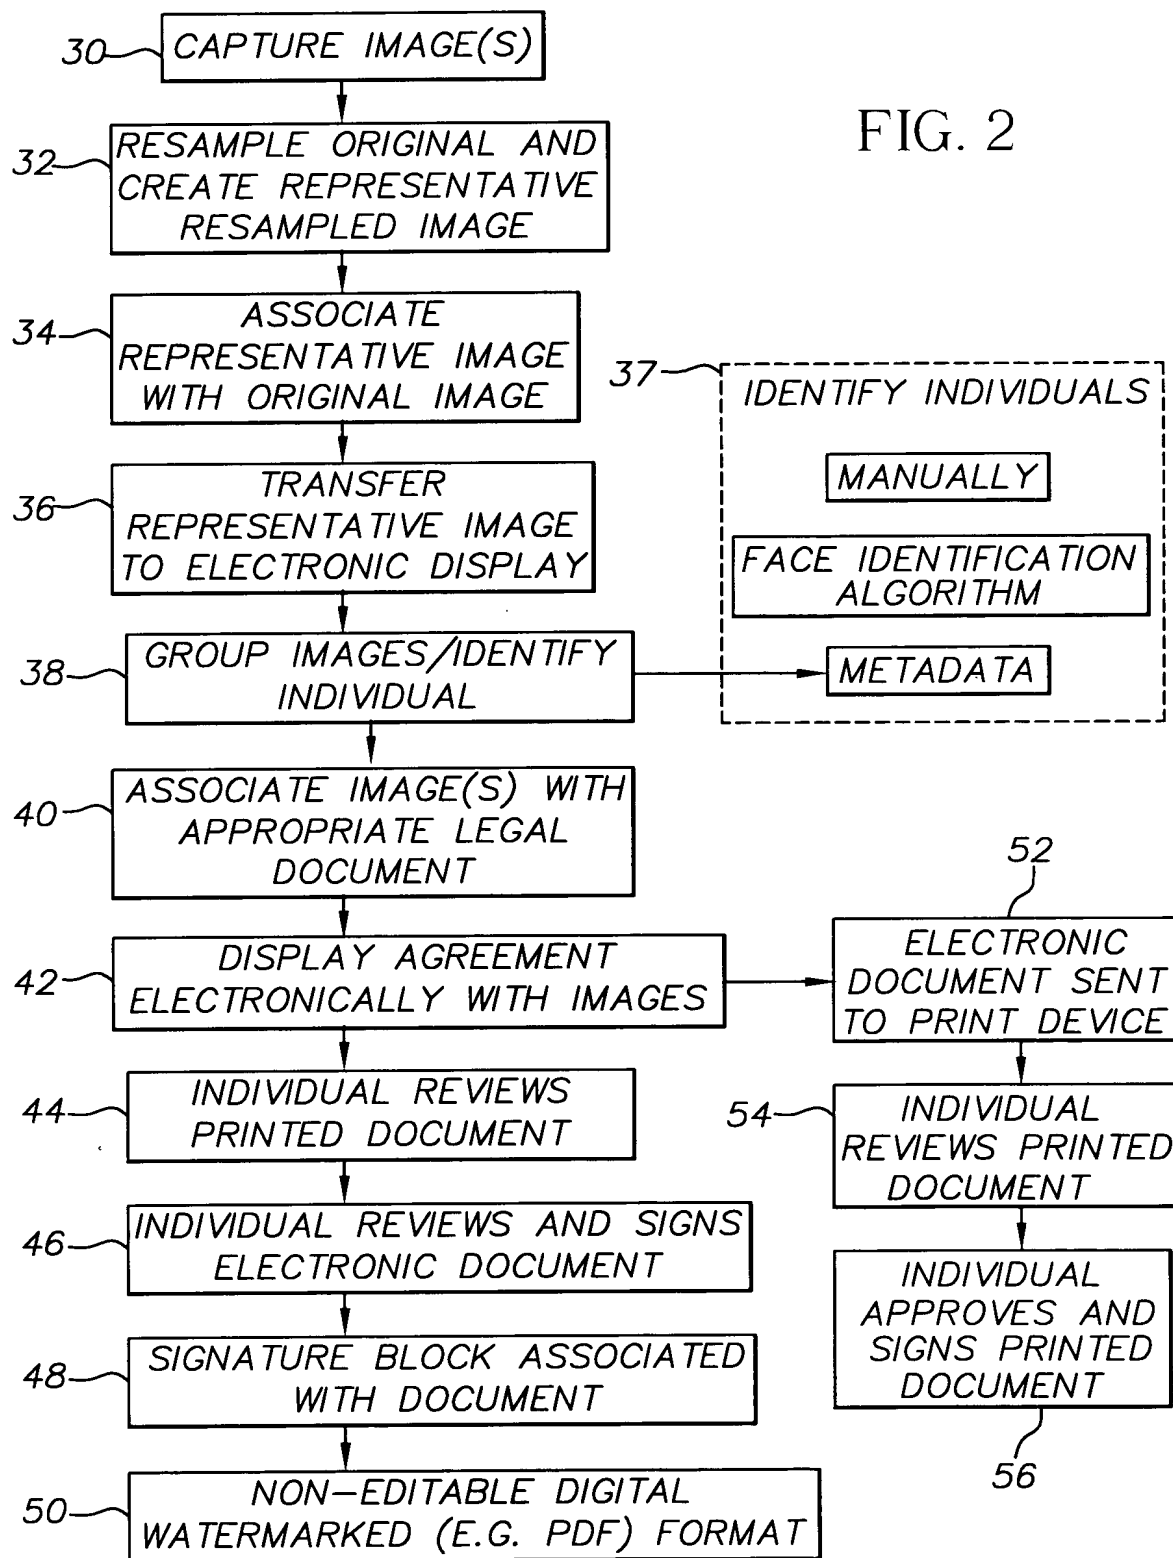 FIG. 2
30
CAPTURE IMAGE(S)
32
RESAMPLE ORIGINAL AND
CREATE REPRESENTATIVE
RESAMPLED IMAGE
34
ASSOCIATE
REPRESENTATIVE IMAGE
WITH ORIGINAL IMAGE
36
TRANSFER
REPRESENTATIVE IMAGE
TO ELECTRONIC DISPLAY
37
IDENTIFY INDIVIDUALS
MANUALLY
FACE IDENTIFICATION
ALGORITHM
METADATA
38
GROUP IMAGES/IDENTIFY
INDIVIDUAL
40
ASSOCIATE IMAGE(S) WITH
APPROPRIATE LEGAL
DOCUMENT
42
DISPLAY AGREEMENT
ELECTRONICALLY WITH IMAGES
44
INDIVIDUAL REVIEWS
PRINTED DOCUMENT
46
INDIVIDUAL REVIEWS AND SIGNS
ELECTRONIC DOCUMENT
48
SIGNATURE BLOCK ASSOCIATED
WITH DOCUMENT
50
NON-EDITABLE DIGITAL
WATERMARKED (E.G. PDF) FORMAT
52
ELECTRONIC
DOCUMENT SENT
TO PRINT DEVICE
54
INDIVIDUAL
REVIEWS PRINTED
DOCUMENT
INDIVIDUAL
APPROVES AND
SIGNS PRINTED
DOCUMENT
56